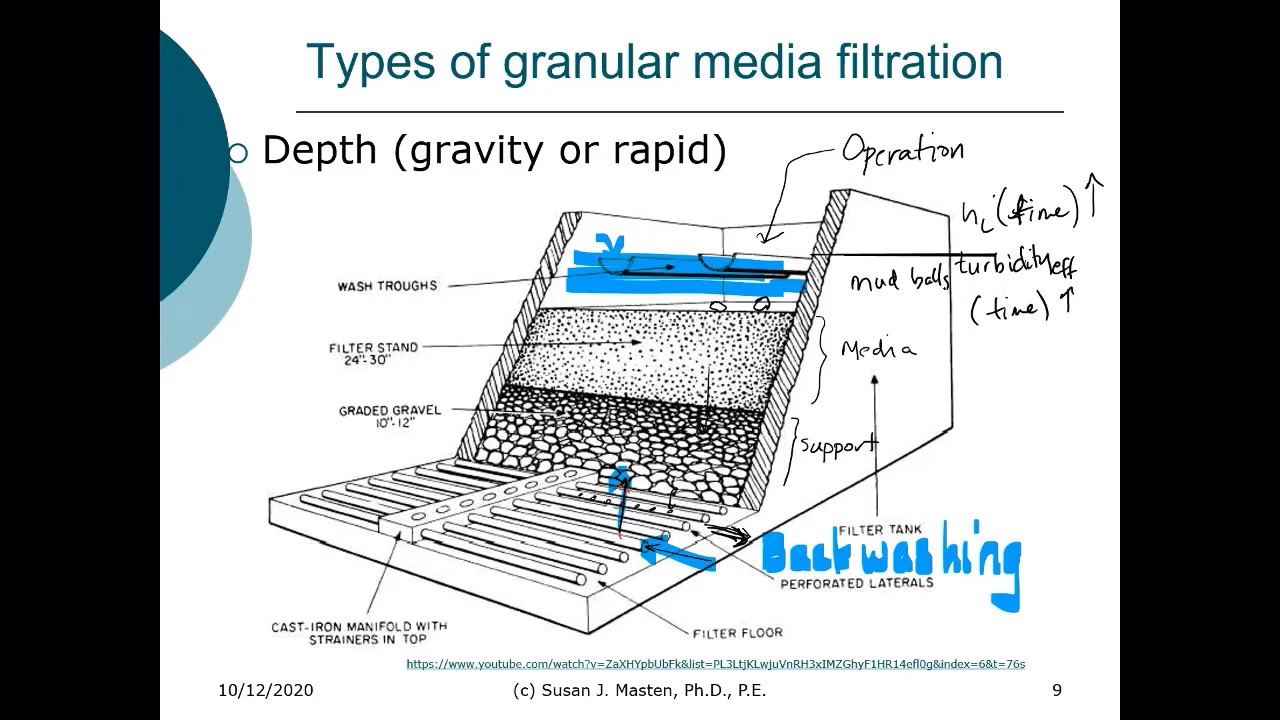 Types of granular media filtration
Depth (gravity or rapid)
Operation
hL (time) ↑
turbidity eff
(time) ↑
mud balls
WASH TROUGHS
FILTER STAND
24"-30"
Media
GRADED GRAVEL
10"-12"
support
FILTER TANK
Backwashing
PERFORATED LATERALS
CAST-IRON MANIFOLD WITH
STRAINERS IN TOP
FILTER FLOOR
https://www.youtube.com/watch?v=ZaXHYpbUbFk&list=PL3LtjKLwjuVnRH3xIMZGhyF1HR14efl0g&index=6&t=76s
10/12/2020
(c) Susan J. Masten, Ph.D., P.E.
9